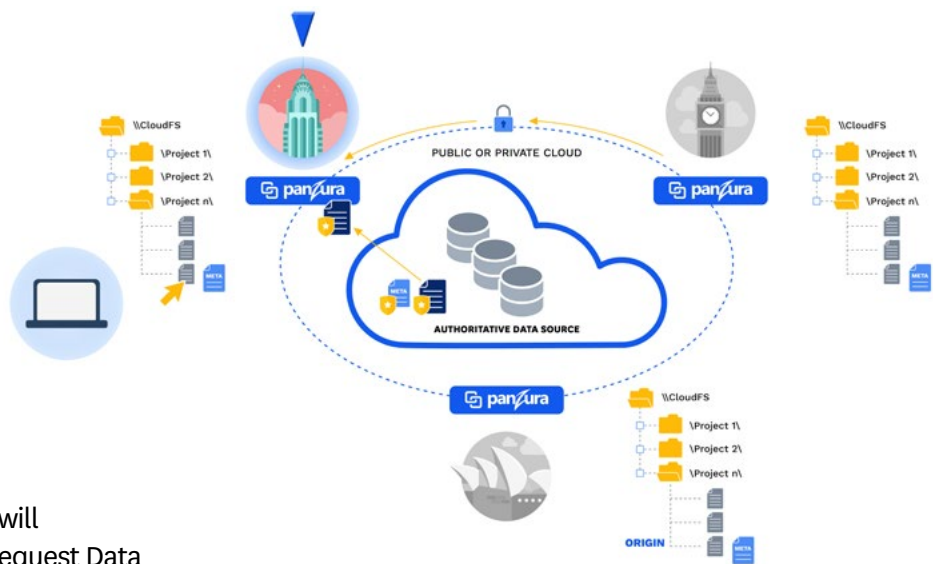 \\CloudFS
\Project 1\
\Project 2\
\Project n\
META
panzura
META
AUTHORITATIVE DATA SOURCE
PUBLIC OR PRIVATE CLOUD
panzura
\\CloudFS
\Project 1\
\Project 2\
\Project n\
META
panzura
\\CloudFS
\Project 1\
\Project 2\
\Project n\
ORIGIN
META
will
equest Data